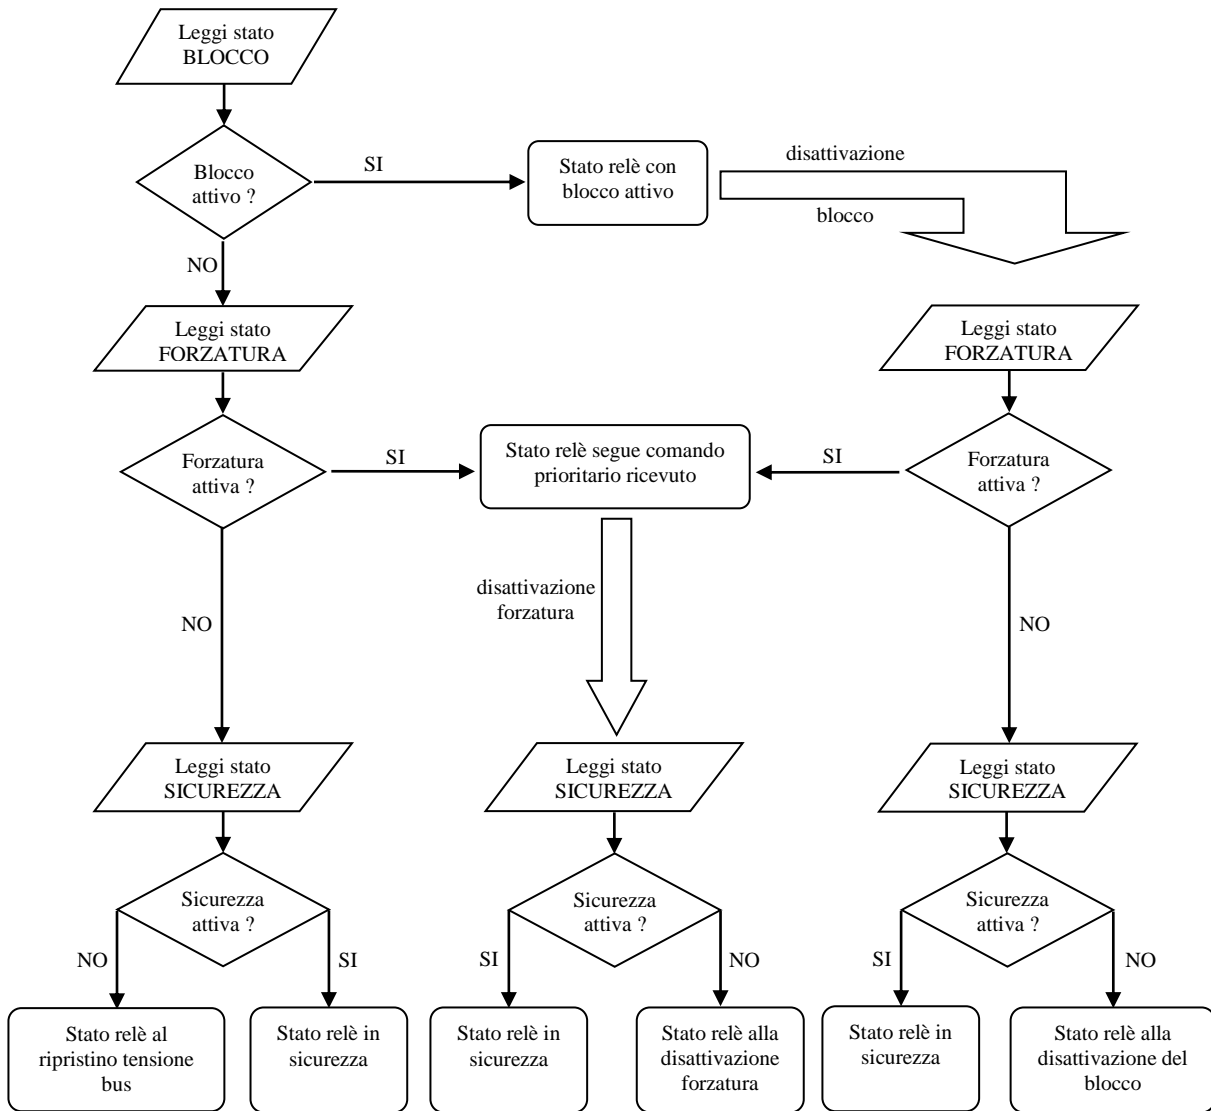 Leggi stato
BLOCCO
Blocco
attivo ?
SI
Stato relè con
blocco attivo
disattivazione
blocco
NO
Leggi stato
FORZATURA
Leggi stato
FORZATURA
Forzatura
attiva ?
SI
Stato relè segue comando
prioritario ricevuto
SI
Forzatura
attiva ?
disattivazione
forzatura
NO
NO
Leggi stato
SICUREZZA
Leggi stato
SICUREZZA
Leggi stato
SICUREZZA
Sicurezza
attiva ?
Sicurezza
attiva ?
Sicurezza
attiva ?
NO
SI
SI
NO
SI
NO
Stato relè al
ripristino tensione
bus
Stato relè in
sicurezza
Stato relè in
sicurezza
Stato relè alla
disattivazione
forzatura
Stato relè in
sicurezza
Stato relè alla
disattivazione del
blocco